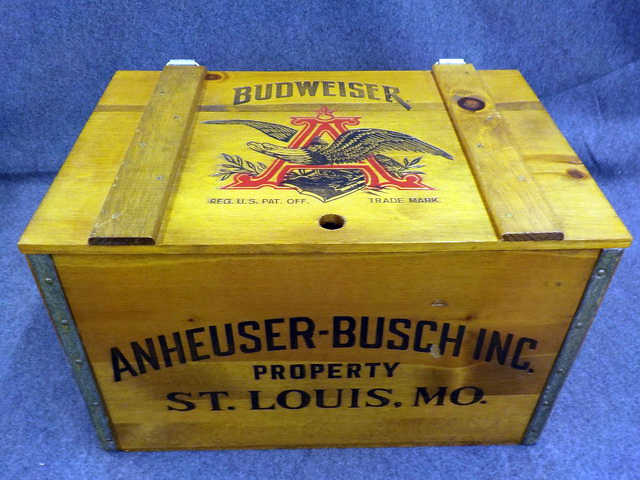 BUDWEISER
A
REG. U.S. PAT. OFF. TRADE MARK
ANHEUSER-BUSCH INC.
PROPERTY
ST. LOUIS, MO.